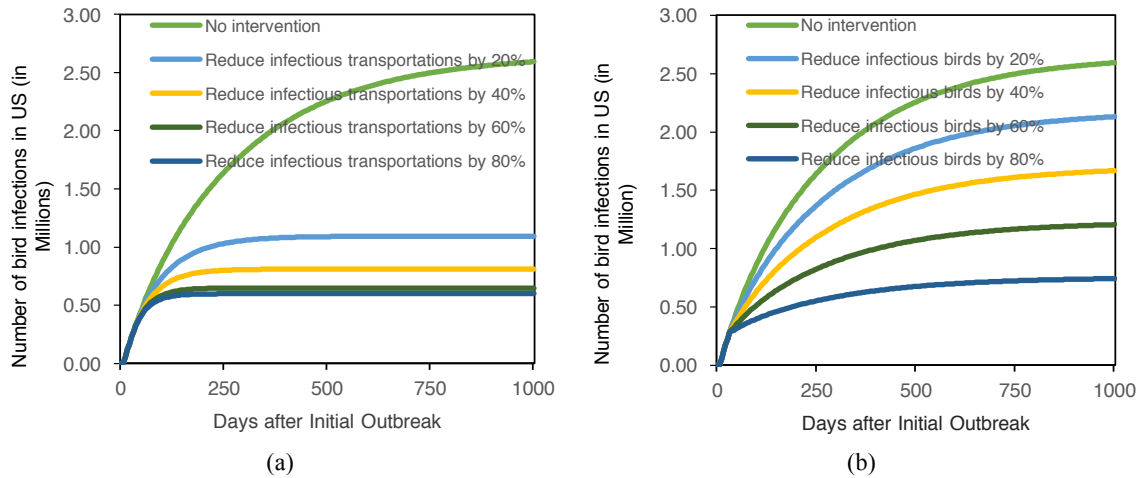 Number of bird infections in US (in
Millions)
3.00
2.50
2.00
1.50
1.00
0.50
0.00
No intervention
Reduce infectious transportations by 20%
Reduce infectious transportations by 40%
Reduce infectious transportations by 60%
Reduce infectious transportations by 80%
0 250 500 750 1000
Days after Initial Outbreak
(a)
Number of bird infections in US (in
Million)
3.00
2.50
2.00
1.50
1.00
0.50
0.00
No intervention
Reduce infectious birds by 20%
Reduce infectious birds by 40%
Reduce infectious birds by 60%
Reduce infectious birds by 80%
0 250 500 750 1000
Days after Initial Outbreak
(b)